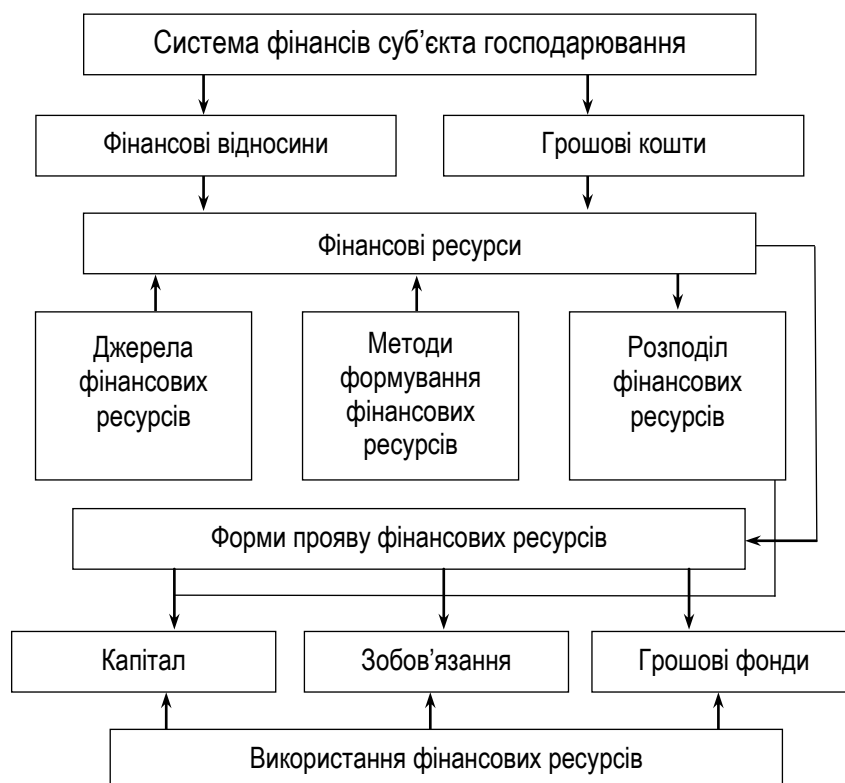 Система фінансів суб’єкта господарювання
Фінансові відносини
Грошові кошти
Фінансові ресурси
Джерела
фінансових
ресурсів
Методи
формування
фінансових
ресурсів
Розподіл
фінансових
ресурсів
Форми прояву фінансових ресурсів
Капітал
Зобов’язання
Грошові фонди
Використання фінансових ресурсів